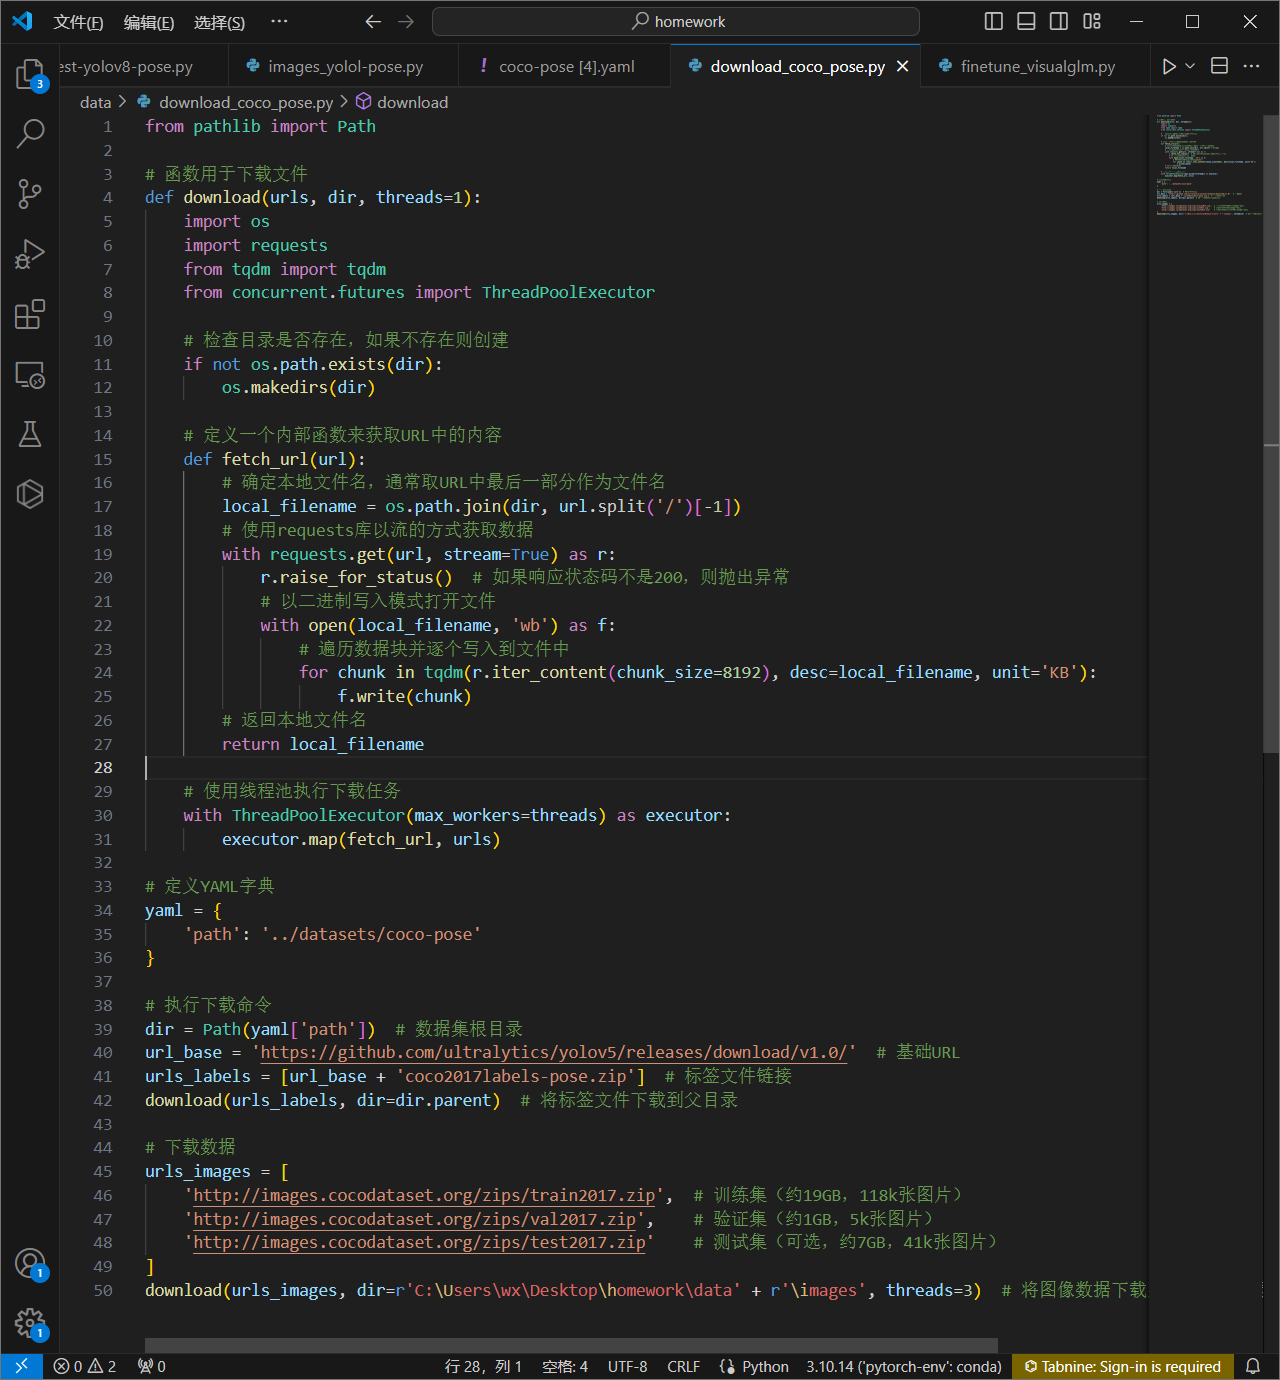 文件(F) 编辑(E) 选择(S) ··· homework
est-yolov8-pose.py images_yolol-pose.py ! coco-pose [4].yaml download_coco_pose.py finetune_visualglm.py
data > download_coco_pose.py > download
1 from pathlib import Path
2
3 # 函数用于下载文件
4 def download(urls, dir, threads=1):
5 import os
6 import requests
7 from tqdm import tqdm
8 from concurrent.futures import ThreadPoolExecutor
9
10 # 检查目录是否存在，如果不存在则创建
11 if not os.path.exists(dir):
12 os.makedirs(dir)
13
14 # 定义一个内部函数来获取URL中的内容
15 def fetch_url(url):
16 # 确定本地文件名，通常取URL中最后一部分作为文件名
17 local_filename = os.path.join(dir, url.split('/')[-1])
18 # 使用requests库以流的方式获取数据
19 with requests.get(url, stream=True) as r:
20 r.raise_for_status() # 如果响应状态码不是200，则抛出异常
21 # 以二进制写入模式打开文件
22 with open(local_filename, 'wb') as f:
23 # 遍历数据块并逐个写入到文件中
24 for chunk in tqdm(r.iter_content(chunk_size=8192), desc=local_filename, unit='KB'):
25 f.write(chunk)
26 # 返回本地文件名
27 return local_filename
28
29 # 使用线程池执行下载任务
30 with ThreadPoolExecutor(max_workers=threads) as executor:
31 executor.map(fetch_url, urls)
32
33 # 定义YAML字典
34 yaml = {
35 'path': '../datasets/coco-pose'
36 }
37
38 # 执行下载命令
39 dir = Path(yaml['path']) # 数据集根目录
40 url_base = 'https://github.com/ultralytics/yolov5/releases/download/v1.0/' # 基础URL
41 urls_labels = [url_base + 'coco2017labels-pose.zip'] # 标签文件链接
42 download(urls_labels, dir=dir.parent) # 将标签文件下载到父目录
43
44 # 下载数据
45 urls_images = [
46 'http://images.cocodataset.org/zips/train2017.zip', # 训练集（约19GB，118k张图片）
47 'http://images.cocodataset.org/zips/val2017.zip', # 验证集（约1GB，5k张图片）
48 'http://images.cocodataset.org/zips/test2017.zip' # 测试集（可选，约7GB，41k张图片）
49 ]
50 download(urls_images, dir=r'C:\Users\wx\Desktop\homework\data' + r'\images', threads=3) # 将图像数据下载
3
1
1
0 2 0 行 28，列 1 空格: 4 UTF-8 CRLF Python 3.10.14 ('pytorch-env': conda) Tabnine: Sign-in is required